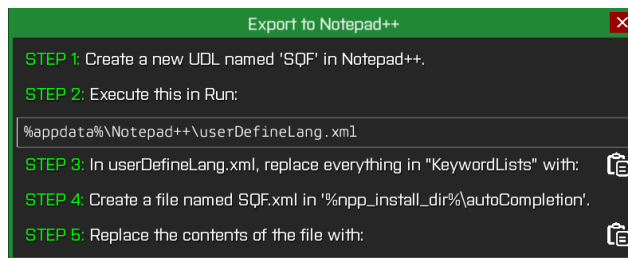 Export to Notepad++
STEP 1: Create a new UDL named 'SQF' in Notepad++.
STEP 2: Execute this in Run:
%appdata%\Notepad++\userDefineLang.xml
STEP 3: In userDefineLang.xml, replace everything in "KeywordLists" with:
STEP 4: Create a file named SQF.xml in '%npp_install_dir%\autoCompletion'.
STEP 5: Replace the contents of the file with: